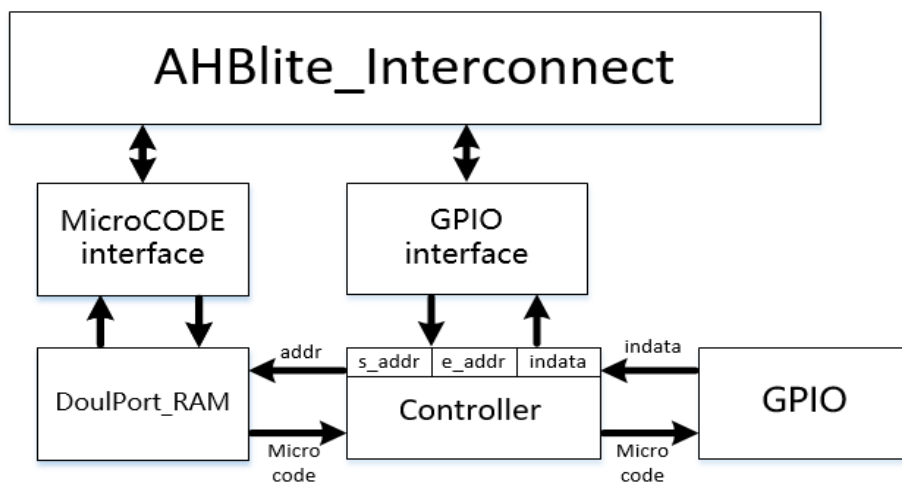 AHBlite_Interconnect
MicroCODE
interface
GPIO
interface
addr
s_addr
e_addr
indata
indata
DoulPort_RAM
Controller
GPIO
Micro
code
Micro
code